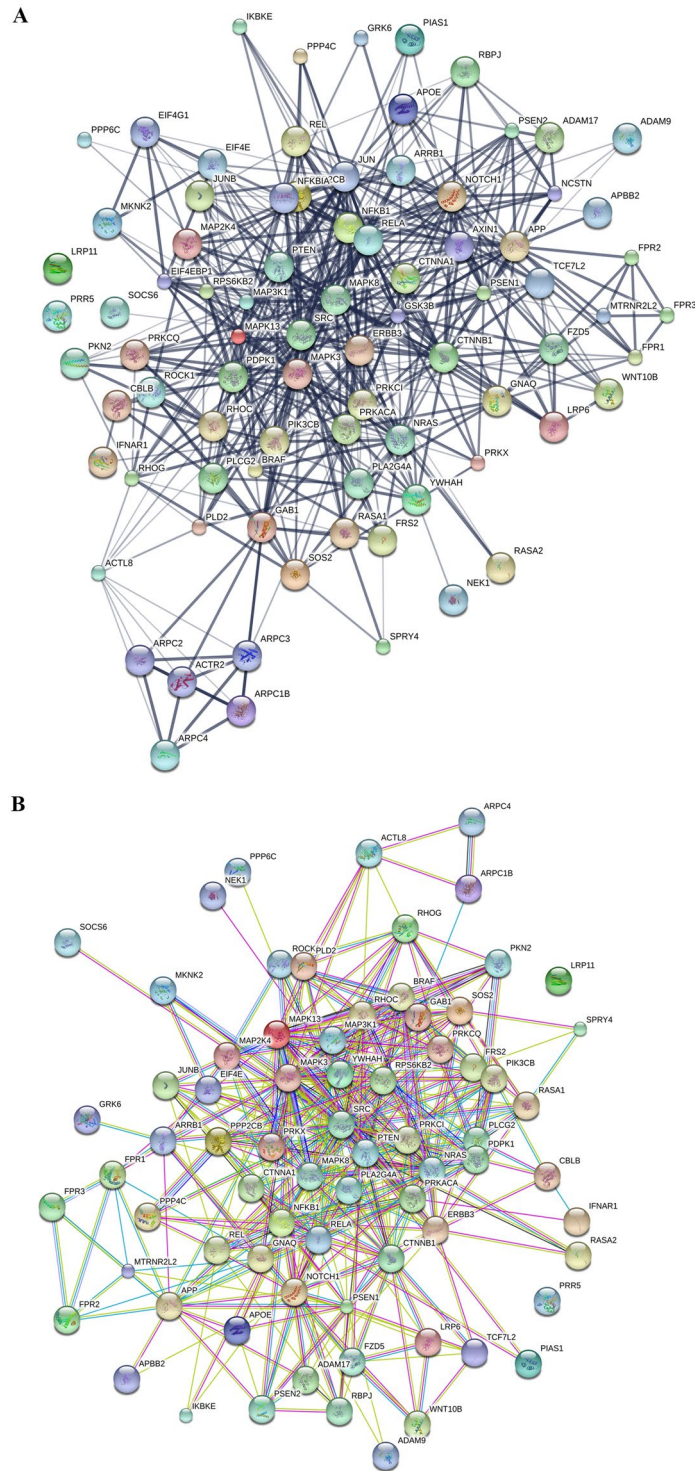 A
IKBKE
GRK6
PIAS1
PPP4C
RBPJ
REL
APOE
EIF4G1
PSEN2
ADAM17
ADAM9
PPP6C
EIF4E
JUN
ARRB1
NFKBIA
2CB
NOTCH1
NCSTN
JUNB
MKNK2
NFKB1
APBB2
MAP2K4
RELA
AXIN1
APP
PTEN
LRP11
CTNNA1
FPR2
EIF4EBP1
TCF7L2
RPS6KB2
MAPK8
PSEN1
MAP3K1
GSK3B
MTRNR2L2
FPR3
PRR5
SOCS6
MAPK13
SRC
ERBB3
CTNNB1
FZD5
PRKCQ
FPR1
PKN2
ROCK1
PDPK1
MAPK3
CBLB
PRKCI
GNAQ
WNT10B
RHOC
PRKACA
LRP6
PIK3CB
NRAS
IFNAR1
RHOG
PLCG2
BRAF
PLA2G4A
PRKX
YWHAH
GAB1
PLD2
RASA1
FRS2
SOS2
RASA2
ACTL8
NEK1
SPRY4
ARPC3
ARPC2
ACTR2
ARPC1B
ARPC4
B
ARPC4
ACTL8
PPP6C
NEK1
ARPC1B
RHOG
SOCS6
ROCK
PLD2
PKN2
LRP11
MKNK2
BRAF
RHOC
GAB1
SOS2
MAPK13
SPRY4
MAP3K1
MAP2K4
PRKCQ
MAPK3
YWHAH
FRS2
JUNB
EIF4E
RPS6KB2
PIK3CB
RASA1
GRK6
SRC
ARRB1
PPP2CB
PRKX
PRKCI
PLCG2
PTEN
PDPK1
FPR1
CTNNA1
MAPK8
NRAS
CBLB
FPR3
PPP4C
PLA2G4A
PRKACA
NFKB1
IFNAR1
ERBB3
MTRNR2L2
REL
RELA
GNAQ
CTNNB1
RASA2
FPR2
APP
NOTCH1
PSEN1
PRR5
APOE
LRP6
TCF7L2
FZD5
PIAS1
APBB2
ADAM17
PSEN2
RBPJ
IKBKE
WNT10B
ADAM9